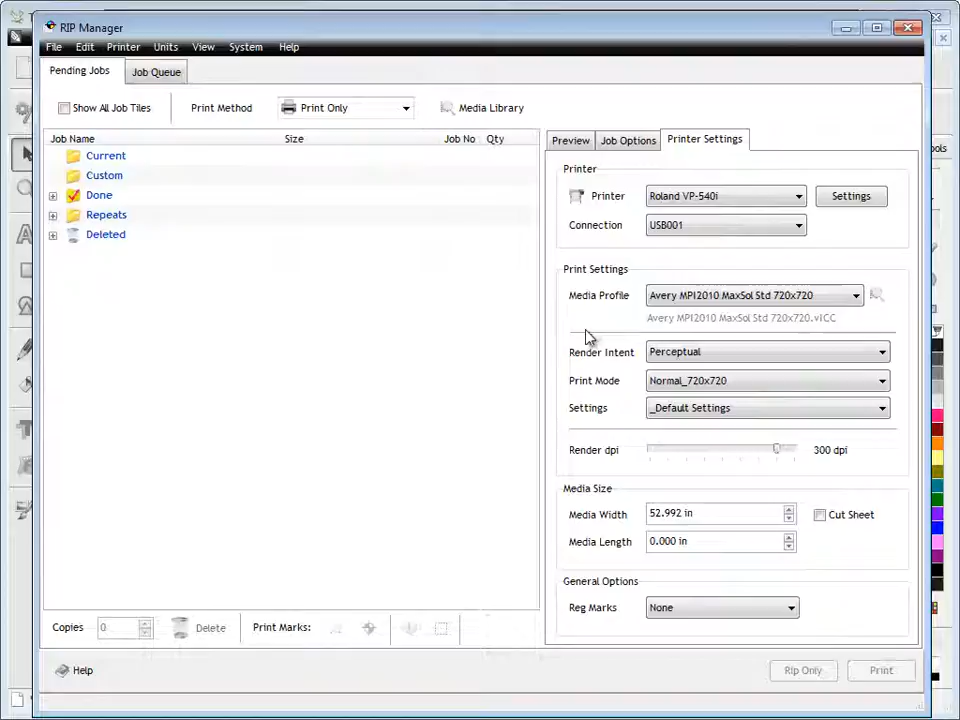 RIP Manager
File Edit Printer Units View System Help
Pending Jobs Job Queue
Show All Job Tiles Print Method Print Only Media Library
Job Name Size Job No Qty
Current
Custom
Done
Repeats
Deleted
Preview Job Options Printer Settings
Printer
Printer Roland VP-540i Settings
Connection USB001
Print Settings
Media Profile Avery MPI2010 MaxSol Std 720x720
Avery MPI2010 MaxSol Std 720x720.vICC
Render Intent Perceptual
Print Mode Normal_720x720
Settings _Default Settings
Render dpi 300 dpi
Media Size
Media Width 52.992 in Cut Sheet
Media Length 0.000 in
General Options
Reg Marks None
Copies 0 Delete Print Marks:
Help Rip Only Print
ools